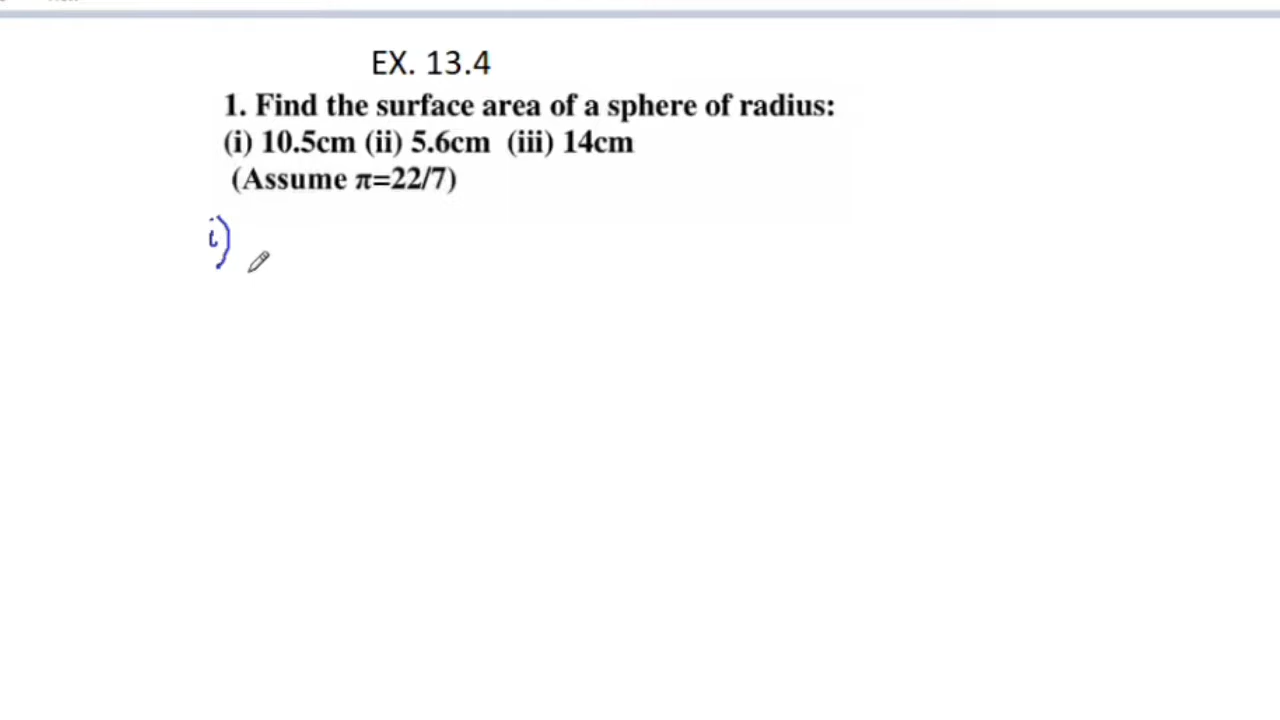 EX. 13.4
1. Find the surface area of a sphere of radius:
(i) 10.5cm (ii) 5.6cm (iii) 14cm
(Assume π=22/7)
i)